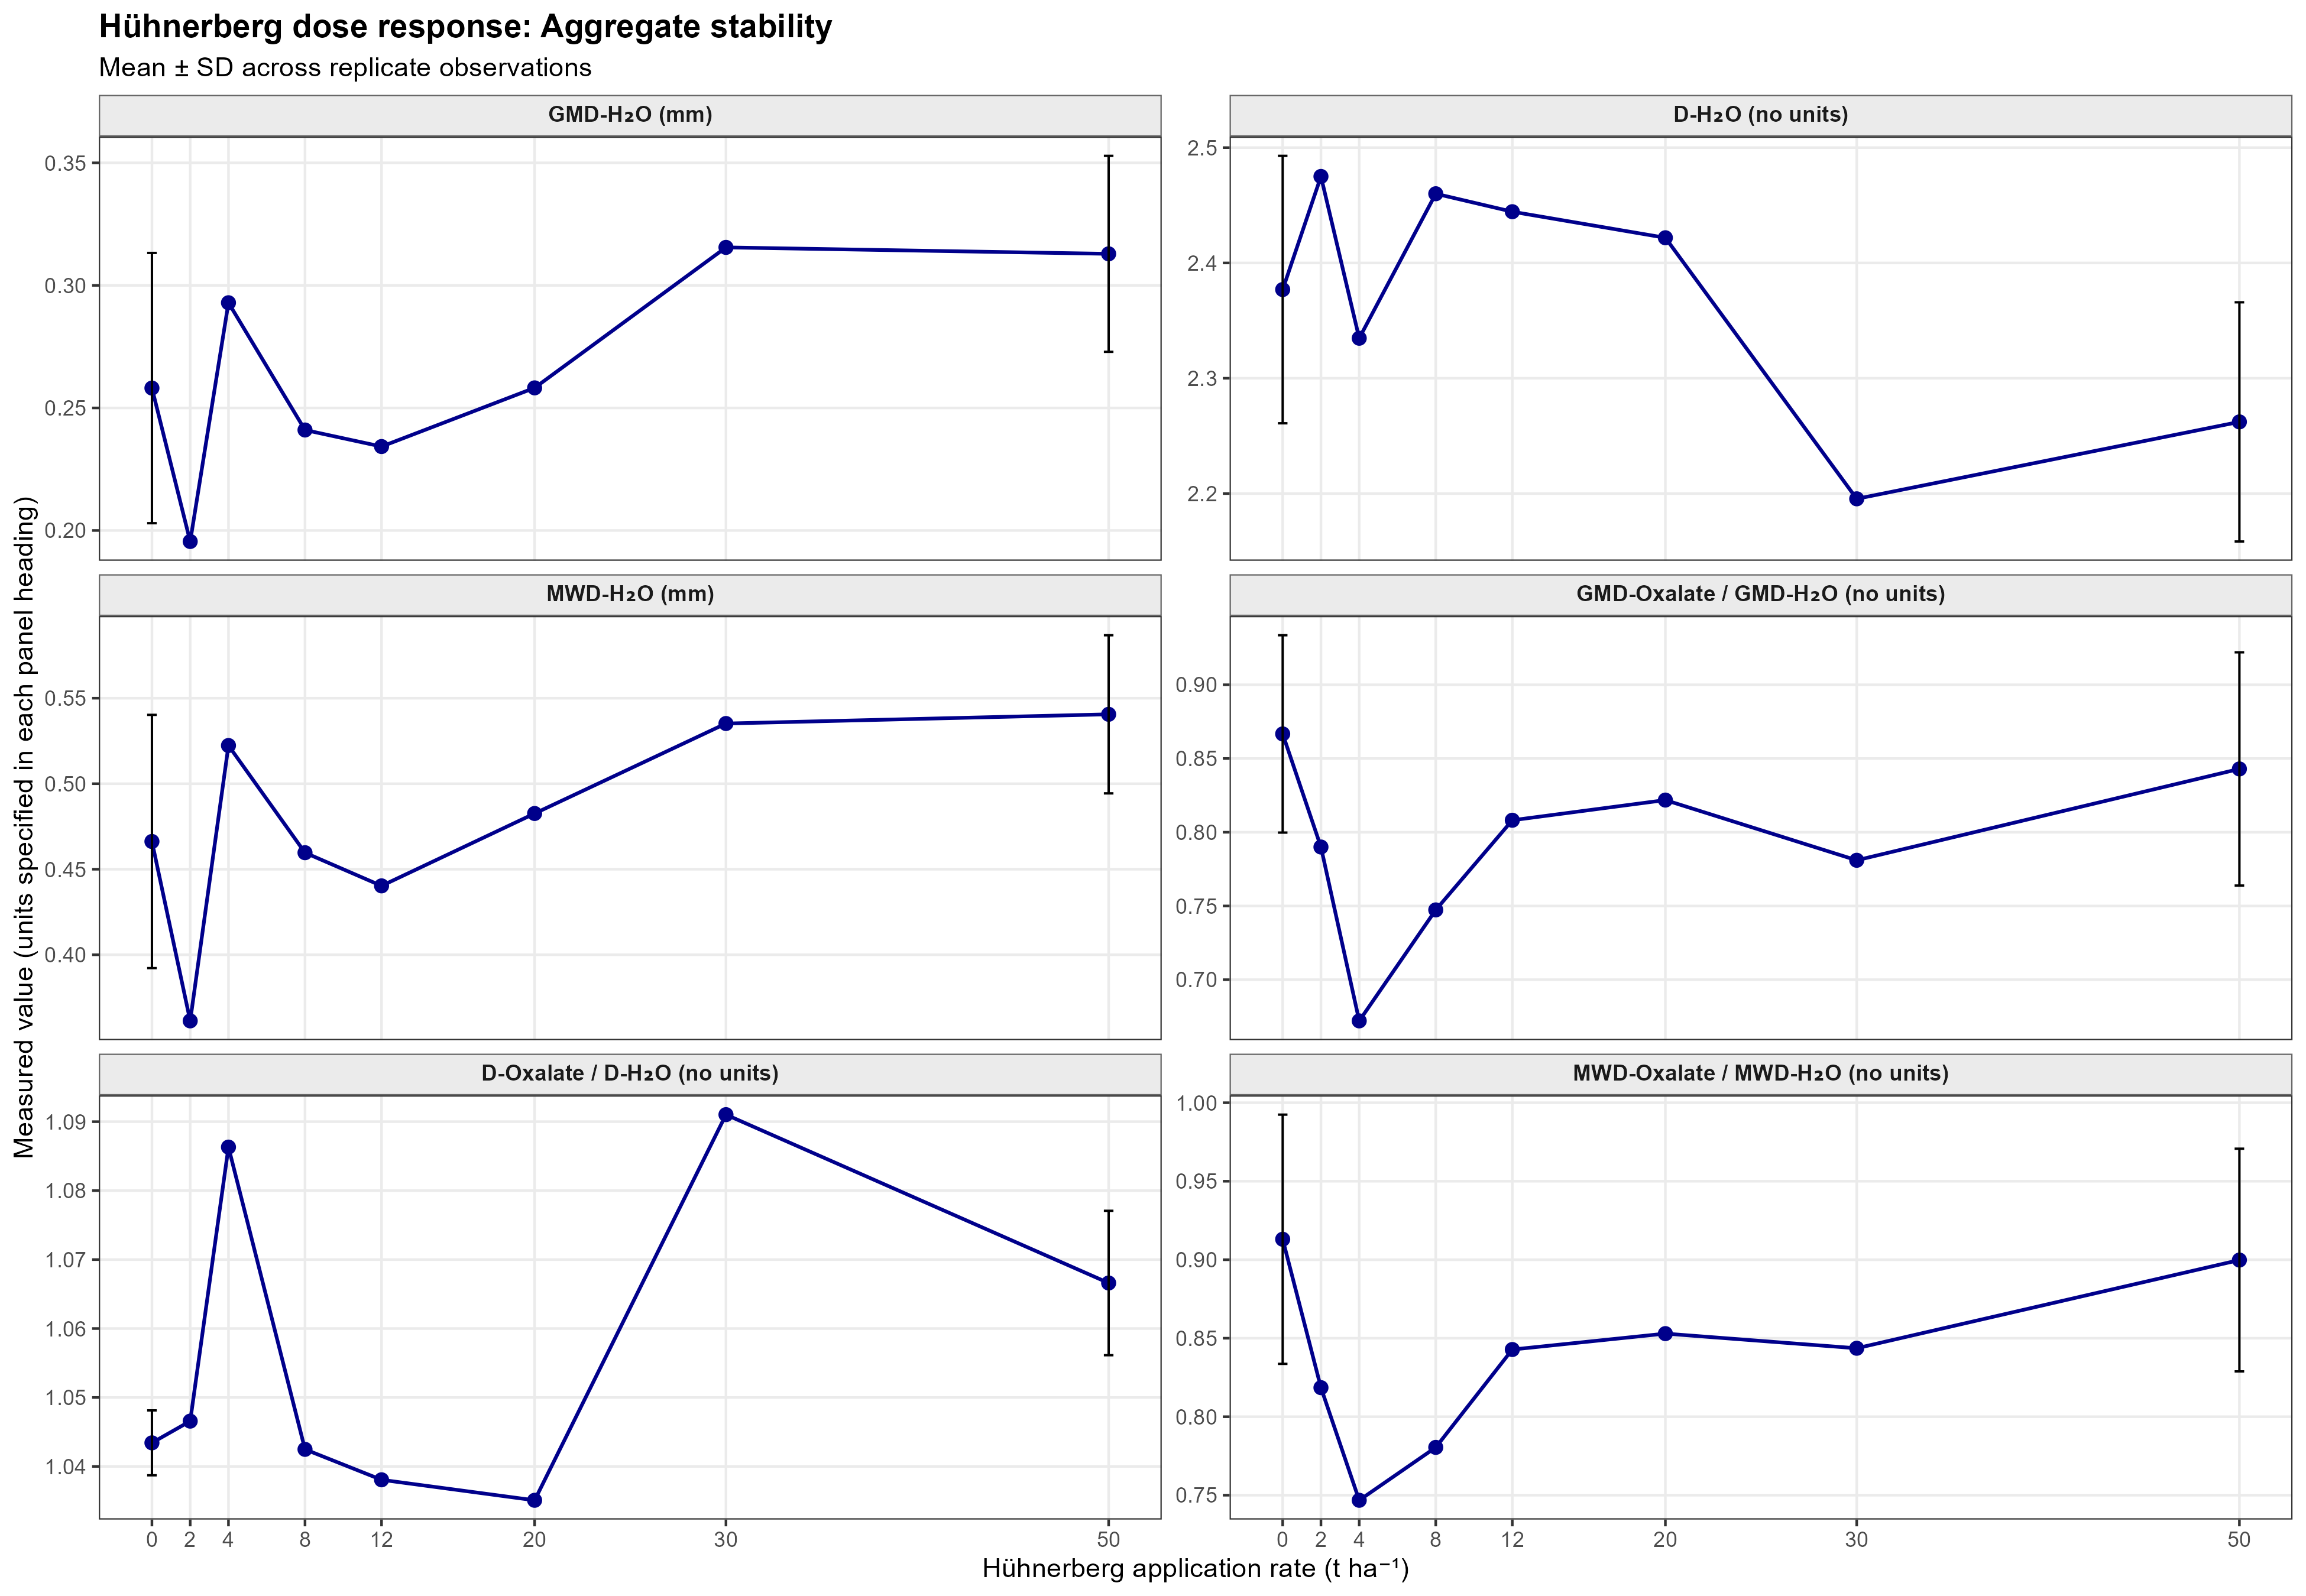 Hühnerberg dose response: Aggregate stability
Mean ± SD across replicate observations
Measured value (units specified in each panel heading)
GMD-H₂O (mm)
0.35
0.30
0.25
0.20
D-H₂O (no units)
2.5
2.4
2.3
2.2
MWD-H₂O (mm)
0.55
0.50
0.45
0.40
GMD-Oxalate / GMD-H₂O (no units)
0.90
0.85
0.80
0.75
0.70
D-Oxalate / D-H₂O (no units)
1.09
1.08
1.07
1.06
1.05
1.04
0 2 4 8 12 20 30 50
MWD-Oxalate / MWD-H₂O (no units)
1.00
0.95
0.90
0.85
0.80
0.75
0 2 4 8 12 20 30 50
Hühnerberg application rate (t ha⁻¹)